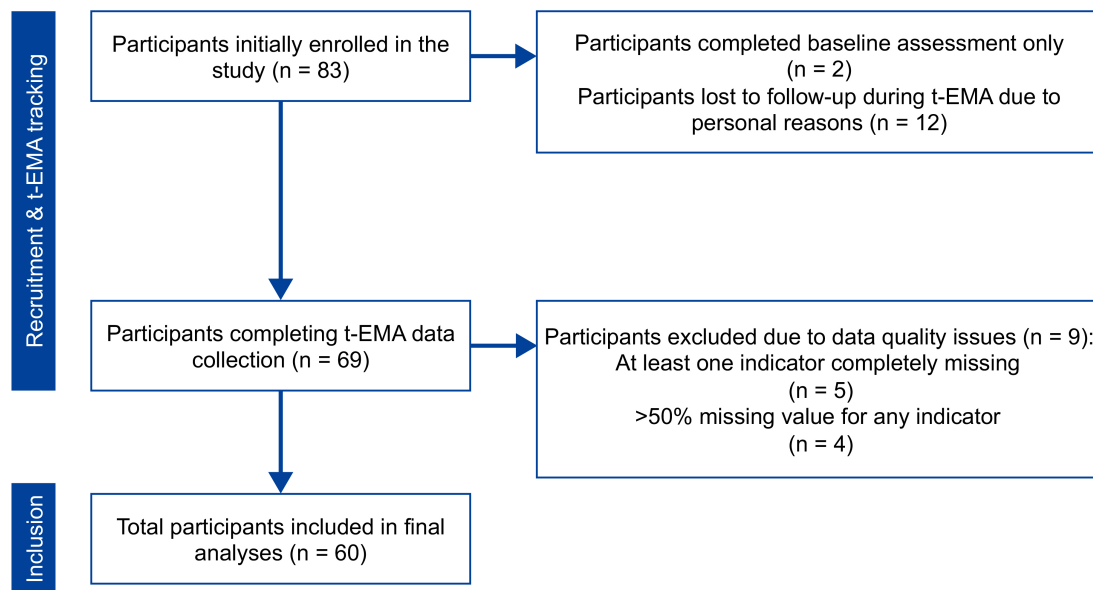 Recruitment & t-EMA tracking
Participants initially enrolled in the
study (n = 83)
Participants completed baseline assessment only
(n = 2)
Participants lost to follow-up during t-EMA due to
personal reasons (n = 12)
Participants completing t-EMA data
collection (n = 69)
Participants excluded due to data quality issues (n = 9):
At least one indicator completely missing
(n = 5)
>50% missing value for any indicator
(n = 4)
Inclusion
Total participants included in final
analyses (n = 60)